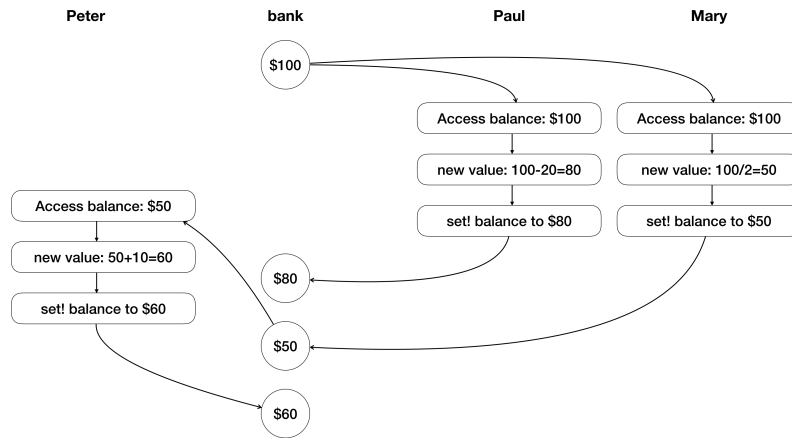 Peter
bank
Paul
Mary
$100
Access balance: $100
Access balance: $100
new value: 100-20=80
new value: 100/2=50
Access balance: $50
set! balance to $80
set! balance to $50
new value: 50+10=60
$80
set! balance to $60
$50
$60